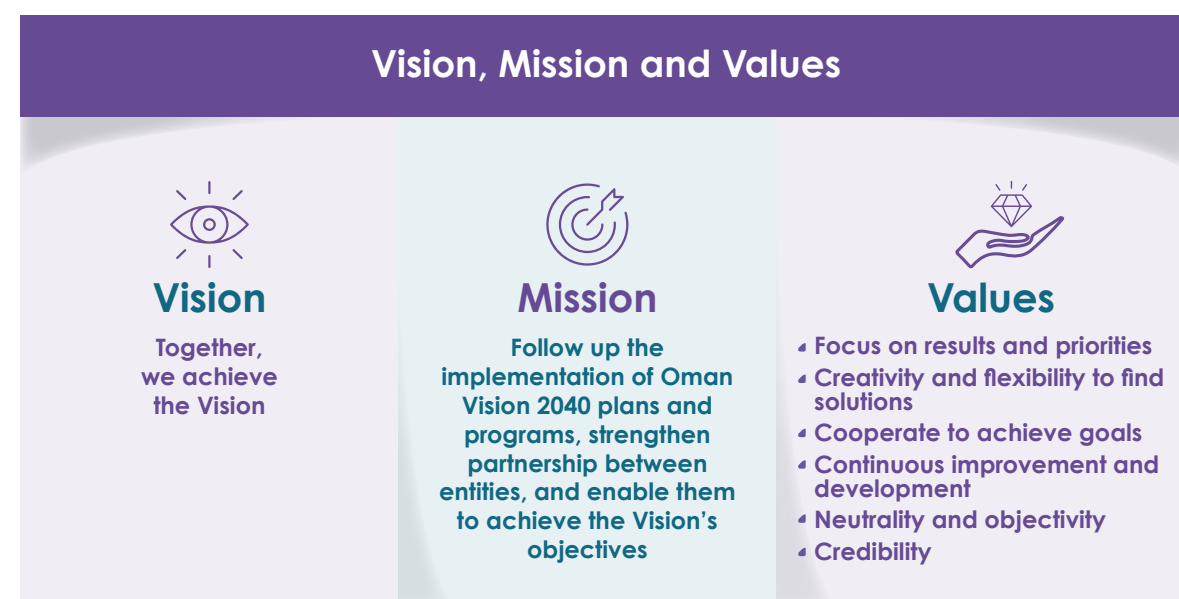 Vision, Mission and Values
Vision
Together,
we achieve
the Vision
Mission
Follow up the
implementation of Oman
Vision 2040 plans and
programs, strengthen
partnership between
entities, and enable them
to achieve the Vision’s
objectives
Values
Focus on results and priorities
Creativity and flexibility to find
solutions
Cooperate to achieve goals
Continuous improvement and
development
Neutrality and objectivity
Credibility